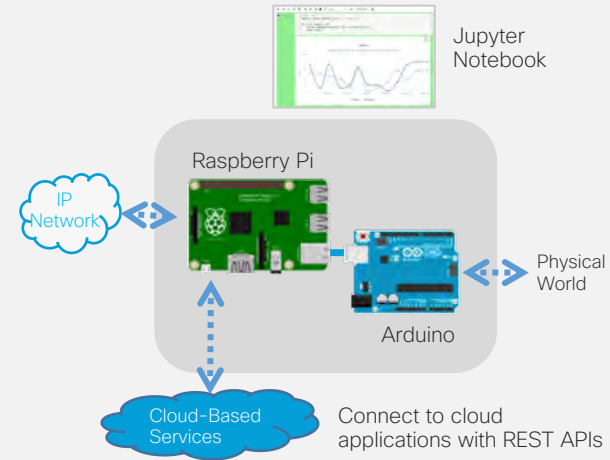 Jupyter
Notebook
Raspberry Pi
IP
Network
Physical
World
Arduino
Cloud-Based
Services
Connect to cloud
applications with REST APIs